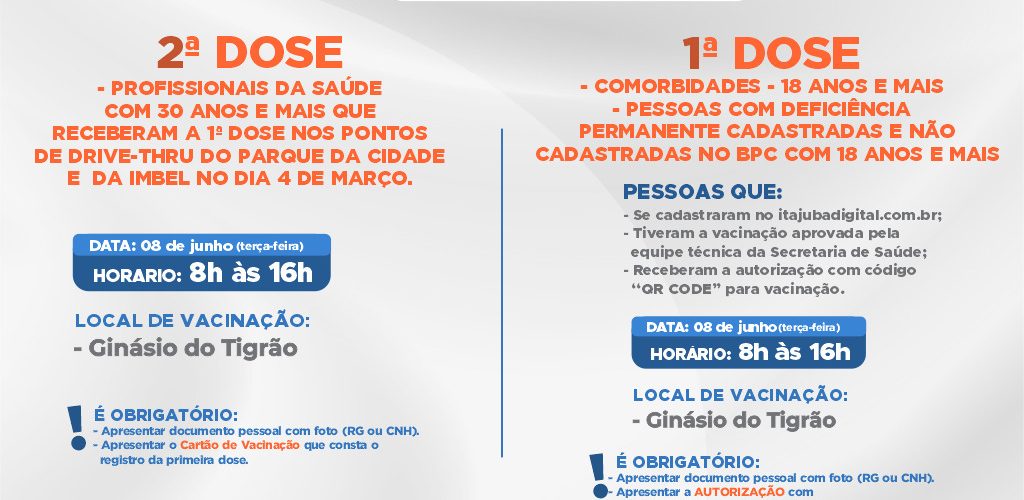 2ª DOSE
- PROFISSIONAIS DA SAÚDE
COM 30 ANOS E MAIS QUE
RECEBERAM A 1ª DOSE NOS PONTOS
DE DRIVE-THRU DO PARQUE DA CIDADE
E DA IMBEL NO DIA 4 DE MARÇO.
DATA: 08 de junho (terça-feira)
HORARIO: 8h às 16h
LOCAL DE VACINAÇÃO:
- Ginásio do Tigrão
É OBRIGATÓRIO:
- Apresentar documento pessoal com foto (RG ou CNH).
- Apresentar o Cartão de Vacinação que consta o
registro da primeira dose.
1ª DOSE
- COMORBIDADES - 18 ANOS E MAIS
- PESSOAS COM DEFICIÊNCIA
PERMANENTE CADASTRADAS E NÃO
CADASTRADAS NO BPC COM 18 ANOS E MAIS
PESSOAS QUE:
- Se cadastraram no itajubadigital.com.br;
- Tiveram a vacinação aprovada pela
equipe técnica da Secretaria de Saúde;
- Receberam a autorização com código
“QR CODE” para vacinação.
DATA: 08 de junho (terça-feira)
HORÁRIO: 8h às 16h
LOCAL DE VACINAÇÃO:
- Ginásio do Tigrão
É OBRIGATÓRIO:
- Apresentar documento pessoal com foto (RG ou CNH).
- Apresentar a AUTORIZAÇÃO com